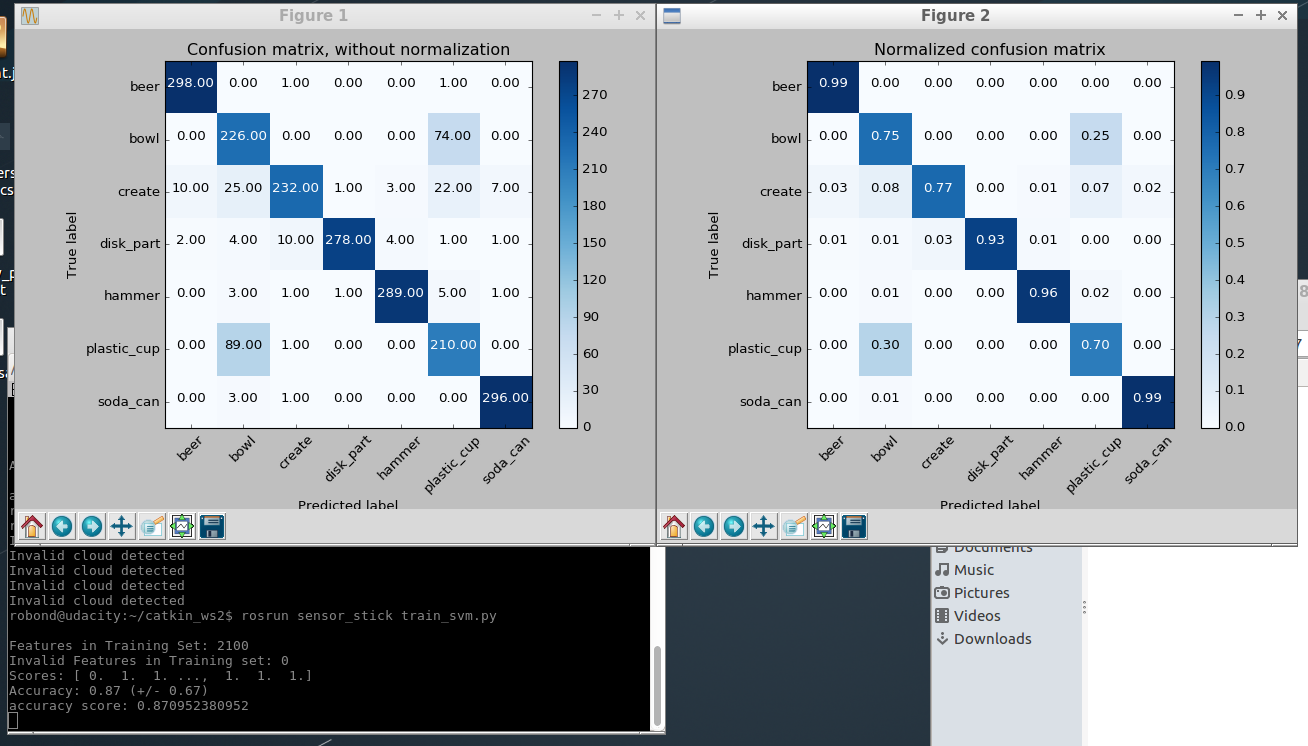 Figure 1
Confusion matrix, without normalization
beer 298.00 0.00 1.00 0.00 0.00 1.00 0.00
bowl 0.00 226.00 0.00 0.00 0.00 74.00 0.00
create 10.00 25.00 232.00 1.00 3.00 22.00 7.00
disk_part 2.00 4.00 10.00 278.00 4.00 1.00 1.00
hammer 0.00 3.00 1.00 1.00 289.00 5.00 1.00
plastic_cup 0.00 89.00 1.00 0.00 0.00 210.00 0.00
soda_can 0.00 3.00 1.00 0.00 0.00 0.00 296.00
True label
beer bowl create disk_part hammer plastic_cup soda_can
Predicted label
270
240
210
180
150
120
90
60
30
0
Figure 2
Normalized confusion matrix
beer 0.99 0.00 0.00 0.00 0.00 0.00 0.00
bowl 0.00 0.75 0.00 0.00 0.00 0.25 0.00
create 0.03 0.08 0.77 0.00 0.01 0.07 0.02
disk_part 0.01 0.01 0.03 0.93 0.01 0.00 0.00
hammer 0.00 0.01 0.00 0.00 0.96 0.02 0.00
plastic_cup 0.00 0.30 0.00 0.00 0.00 0.70 0.00
soda_can 0.00 0.01 0.00 0.00 0.00 0.00 0.99
True label
beer bowl create disk_part hammer plastic_cup soda_can
Predicted label
0.9
0.8
0.7
0.6
0.5
0.4
0.3
0.2
0.1
0.0
Invalid cloud detected
Invalid cloud detected
Invalid cloud detected
Invalid cloud detected
robond@udacity:~/catkin_ws2$ rosrun sensor_stick train_svm.py
Features in Training Set: 2100
Invalid Features in Training set: 0
Scores: [ 0.  1.  1. ...,  1.  1.  1.]
Accuracy: 0.87 (+/- 0.67)
accuracy score: 0.870952380952
Documents
Music
Pictures
Videos
Downloads